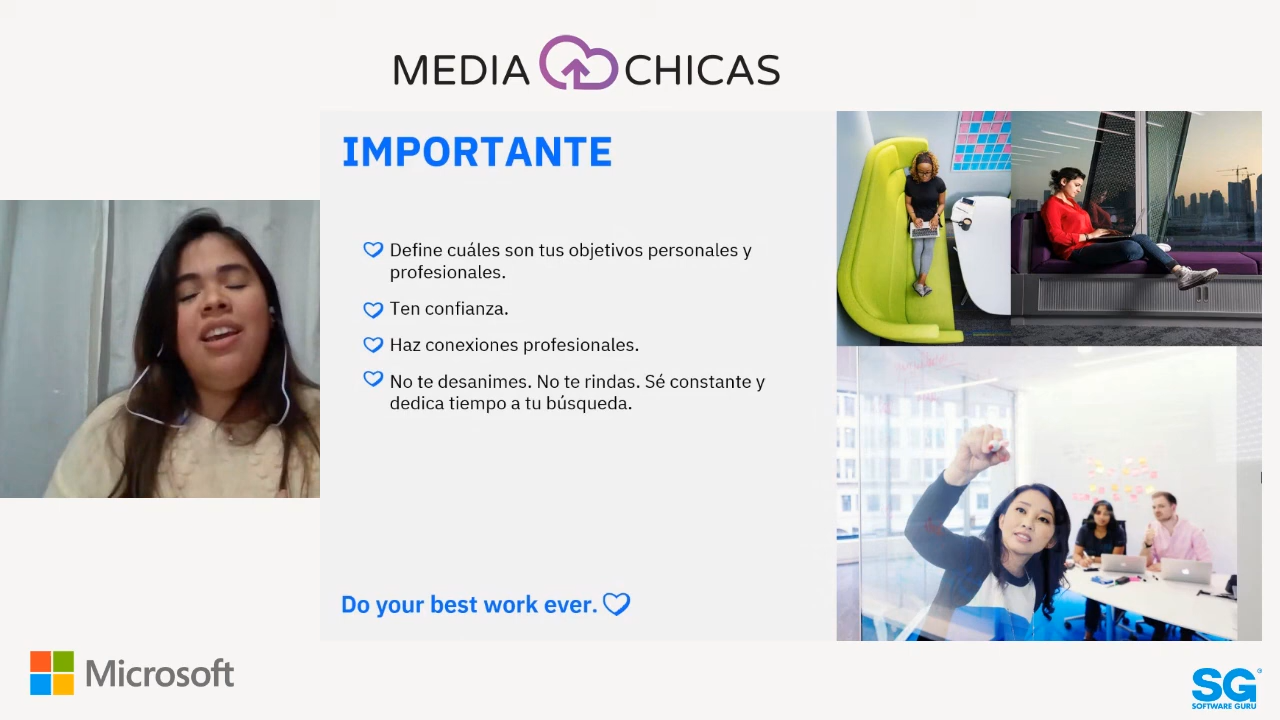 MEDIA CHICAS
IMPORTANTE
Define cuáles son tus objetivos personales y
profesionales.
Ten confianza.
Haz conexiones profesionales.
No te desanimes. No te rindas. Sé constante y
dedica tiempo a tu búsqueda.
Do your best work ever.
Microsoft
SG
SOFTWARE GURU